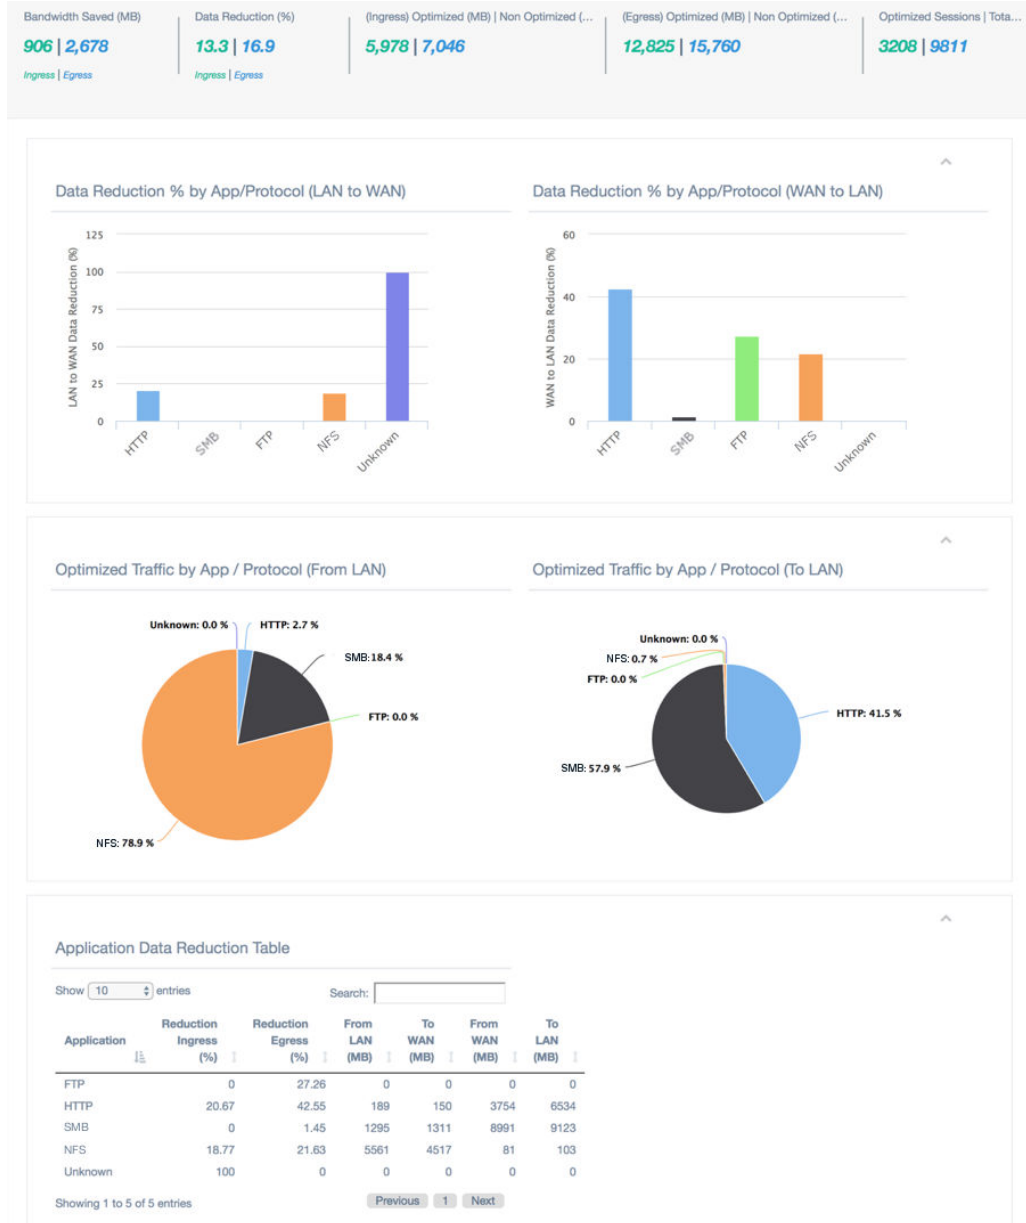 Bandwidth Saved (MB)
906 | 2,678
Ingress | Egress
Data Reduction (%)
13.3 | 16.9
Ingress | Egress
(Ingress) Optimized (MB) | Non Optimized (...
5,978 | 7,046
(Egress) Optimized (MB) | Non Optimized (...
12,825 | 15,760
Optimized Sessions | Tota...
3208 | 9811
Data Reduction % by App/Protocol (LAN to WAN)
LAN to WAN Data Reduction (%)
125
100
75
50
25
0
HTTP
SMB
FTP
NFS
Unknown
Data Reduction % by App/Protocol (WAN to LAN)
WAN to LAN Data Reduction (%)
60
40
20
0
HTTP
SMB
FTP
NFS
Unknown
Optimized Traffic by App / Protocol (From LAN)
Unknown: 0.0 %
HTTP: 2.7 %
SMB: 18.4 %
FTP: 0.0 %
NFS: 78.9 %
Optimized Traffic by App / Protocol (To LAN)
Unknown: 0.0 %
NFS: 0.7 %
FTP: 0.0 %
HTTP: 41.5 %
SMB: 57.9 %
Application Data Reduction Table
Show 10 entries
Search:
Application Reduction Ingress (%) Reduction Egress (%) From LAN (MB) To WAN (MB) From WAN (MB) To LAN (MB)
FTP 0 27.26 0 0 0 0
HTTP 20.67 42.55 189 150 3754 6534
SMB 0 1.45 1295 1311 8991 9123
NFS 18.77 21.63 5561 4517 81 103
Unknown 100 0 0 0 0 0
Showing 1 to 5 of 5 entries
Previous 1 Next